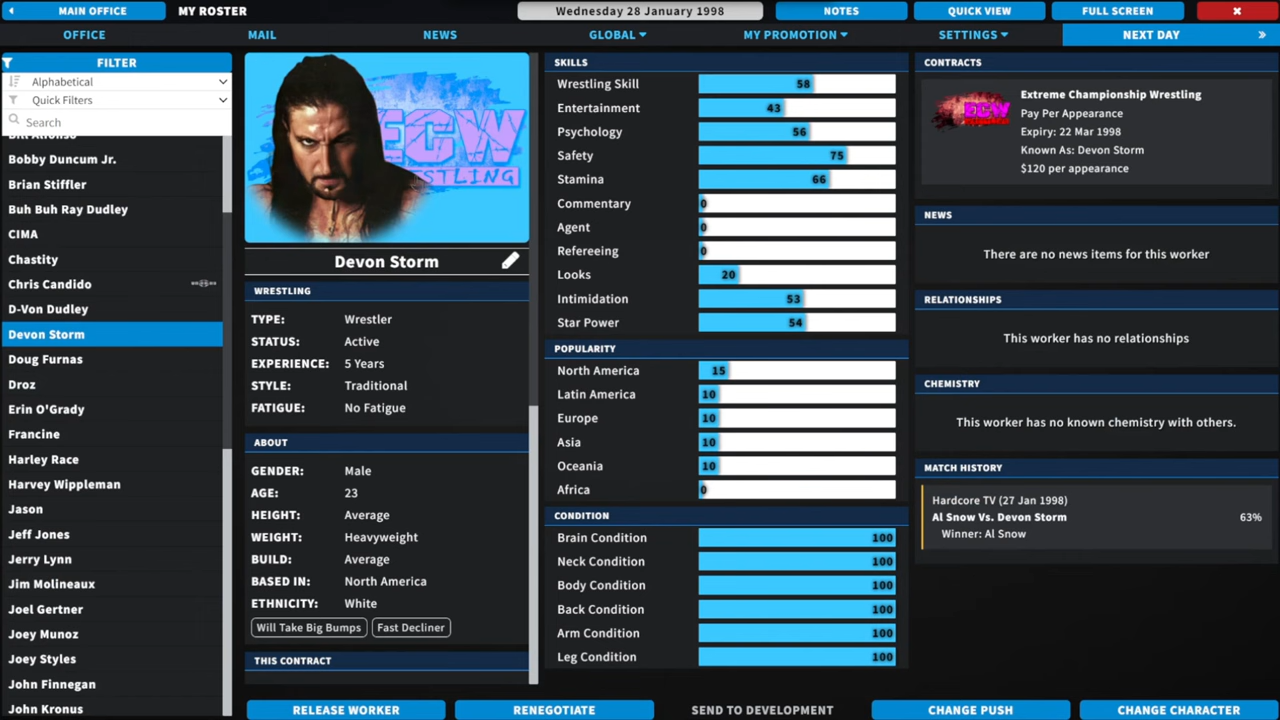 MAIN OFFICE
MY ROSTER
Wednesday 28 January 1998
NOTES
QUICK VIEW
FULL SCREEN
OFFICE
MAIL
NEWS
GLOBAL
MY PROMOTION
SETTINGS
NEXT DAY
FILTER
Alphabetical
Quick Filters
Search
Bill Alfonso
Bobby Duncum Jr.
Brian Stiffler
Buh Buh Ray Dudley
CIMA
Chastity
Chris Candido
D-Von Dudley
Devon Storm
Doug Furnas
Droz
Erin O'Grady
Francine
Harley Race
Harvey Wippleman
Jason
Jeff Jones
Jerry Lynn
Jim Molineaux
Joel Gertner
Joey Munoz
Joey Styles
John Finnegan
John Kronus
ECW
WRESTLING
Devon Storm
WRESTLING
TYPE: Wrestler
STATUS: Active
EXPERIENCE: 5 Years
STYLE: Traditional
FATIGUE: No Fatigue
ABOUT
GENDER: Male
AGE: 23
HEIGHT: Average
WEIGHT: Heavyweight
BUILD: Average
BASED IN: North America
ETHNICITY: White
Will Take Big Bumps Fast Decliner
THIS CONTRACT
SKILLS
Wrestling Skill 58
Entertainment 43
Psychology 56
Safety 75
Stamina 66
Commentary 0
Agent 0
Refereeing 0
Looks 20
Intimidation 53
Star Power 54
POPULARITY
North America 15
Latin America 10
Europe 10
Asia 10
Oceania 10
Africa 0
CONDITION
Brain Condition 100
Neck Condition 100
Body Condition 100
Back Condition 100
Arm Condition 100
Leg Condition 100
CONTRACTS
ECW
Extreme Championship Wrestling
Pay Per Appearance
Expiry: 22 Mar 1998
Known As: Devon Storm
$120 per appearance
NEWS
There are no news items for this worker
RELATIONSHIPS
This worker has no relationships
CHEMISTRY
This worker has no known chemistry with others.
MATCH HISTORY
Hardcore TV (27 Jan 1998)
Al Snow Vs. Devon Storm 63%
Winner: Al Snow
RELEASE WORKER
RENEGOTIATE
SEND TO DEVELOPMENT
CHANGE PUSH
CHANGE CHARACTER